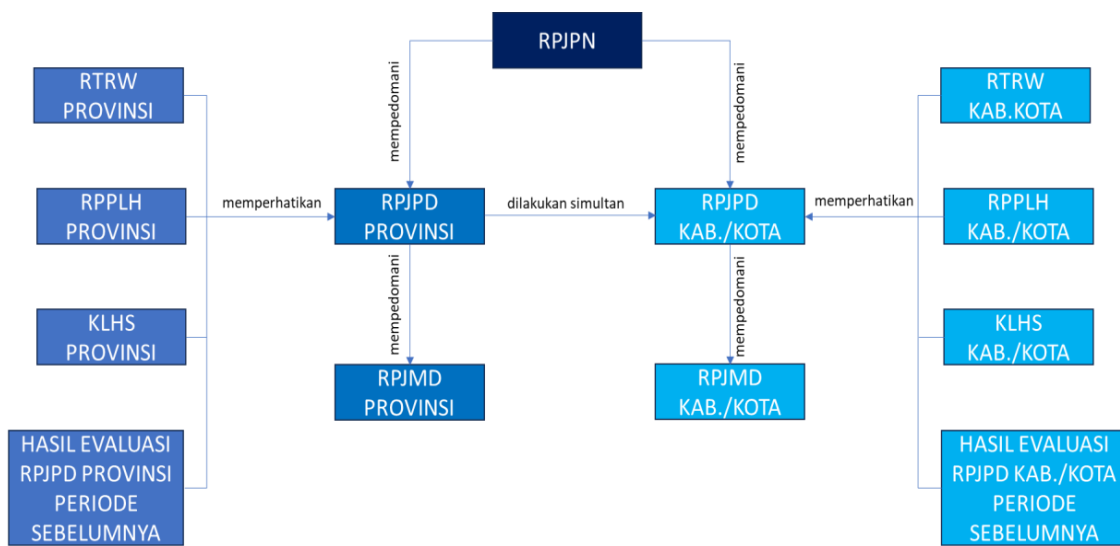 RPJPN
RTRW
PROVINSI
mempedomani
mempedomani
RTRW
KAB.KOTA
RPPLH
PROVINSI
memperhatikan
RPJPD
PROVINSI
dilakukan simultan
RPJPD
KAB./KOTA
memperhatikan
RPPLH
KAB./KOTA
mempedomani
mempedomani
KLHS
PROVINSI
KLHS
KAB./KOTA
RPJMD
PROVINSI
RPJMD
KAB./KOTA
HASIL EVALUASI
RPJPD PROVINSI
PERIODE
SEBELUMNYA
HASIL EVALUASI
RPJPD KAB./KOTA
PERIODE
SEBELUMNYA